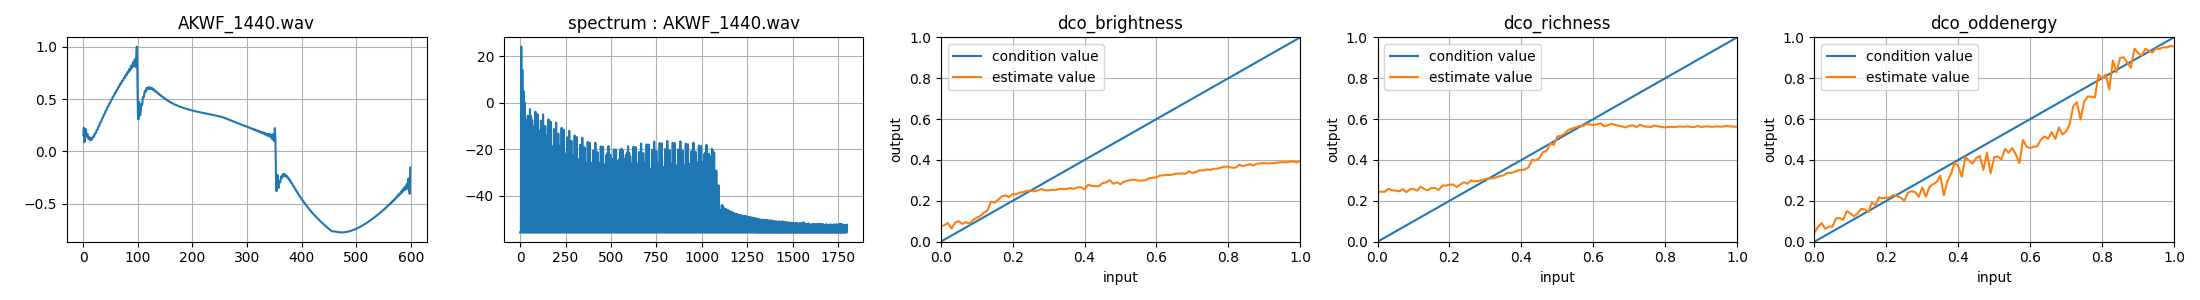 AKWF_1440.wav
1.0
0.5
0.0
−0.5
0 100 200 300 400 500 600
spectrum : AKWF_1440.wav
20
0
−20
−40
0 250 500 750 1000 1250 1500 1750
dco_brightness
condition value
estimate value
output
1.0
0.8
0.6
0.4
0.2
0.0
0.0 0.2 0.4 0.6 0.8 1.0
input
dco_richness
condition value
estimate value
output
1.0
0.8
0.6
0.4
0.2
0.0
0.0 0.2 0.4 0.6 0.8 1.0
input
dco_oddenergy
condition value
estimate value
output
1.0
0.8
0.6
0.4
0.2
0.0
0.0 0.2 0.4 0.6 0.8 1.0
input